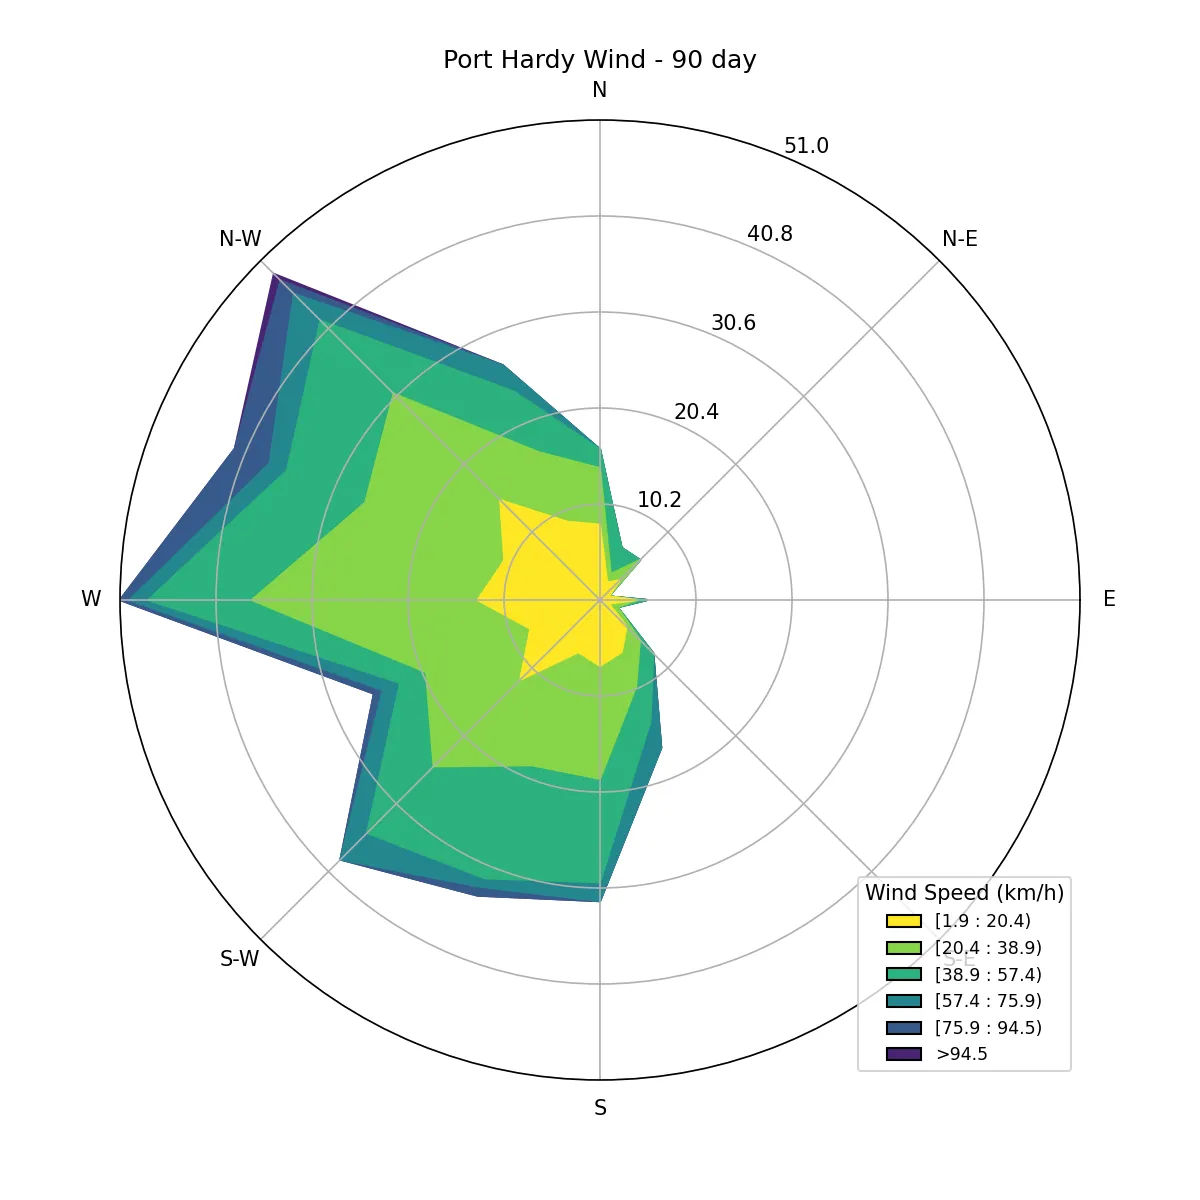 Port Hardy Wind - 90 day
N
51.0
40.8
N-W
N-E
30.6
20.4
10.2
W
E
S-W
S-E
Wind Speed (km/h)
[1.9 : 20.4)
[20.4 : 38.9)
[38.9 : 57.4)
[57.4 : 75.9)
[75.9 : 94.5)
>94.5
S